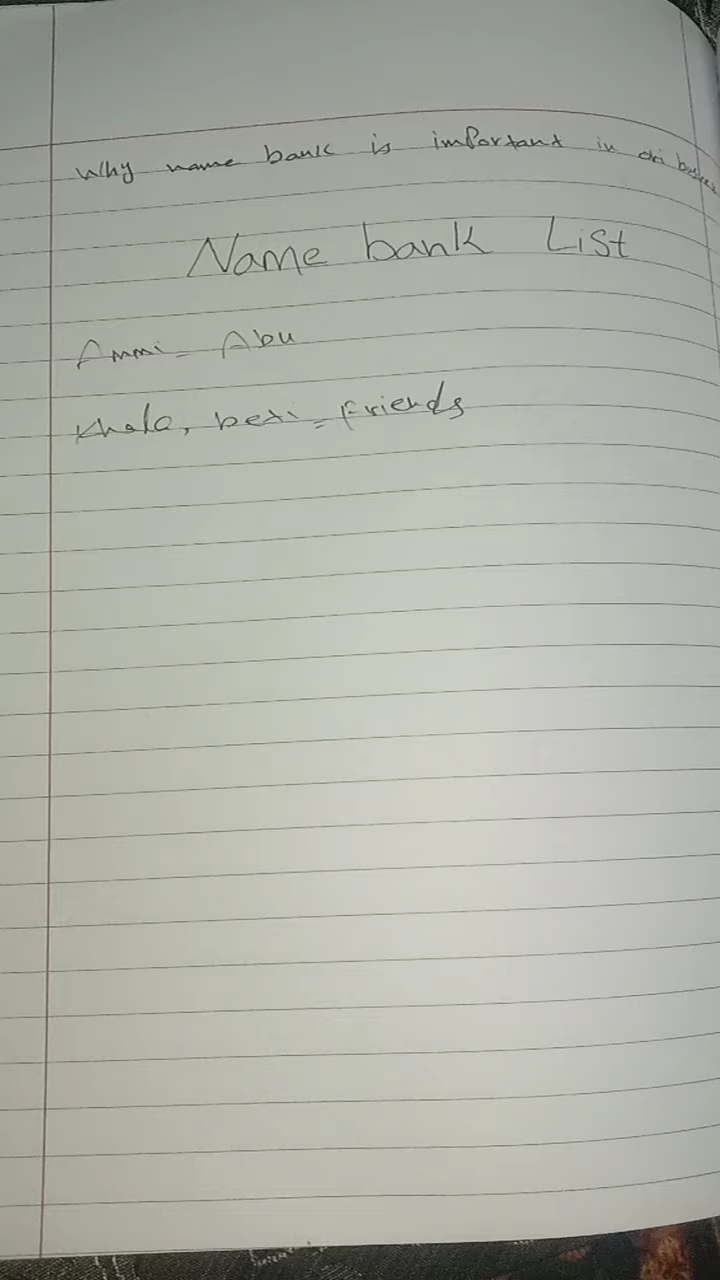 Why name bank is important in
Name bank List
Ammi - Abu
Khala, beti = friends